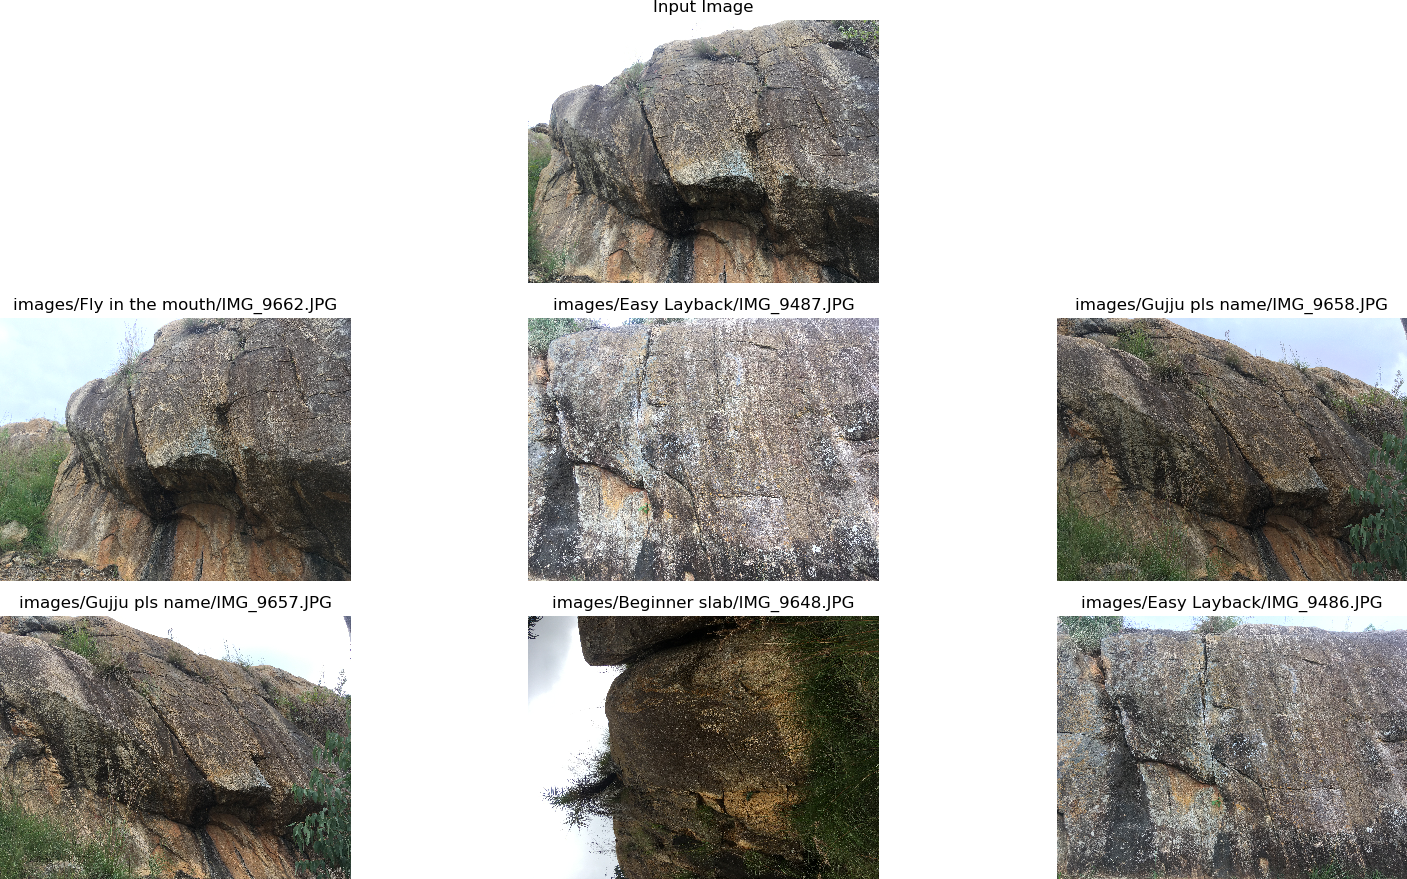 Input Image
images/Fly in the mouth/IMG_9662.JPG
images/Easy Layback/IMG_9487.JPG
images/Gujju pls name/IMG_9658.JPG
images/Gujju pls name/IMG_9657.JPG
images/Beginner slab/IMG_9648.JPG
images/Easy Layback/IMG_9486.JPG